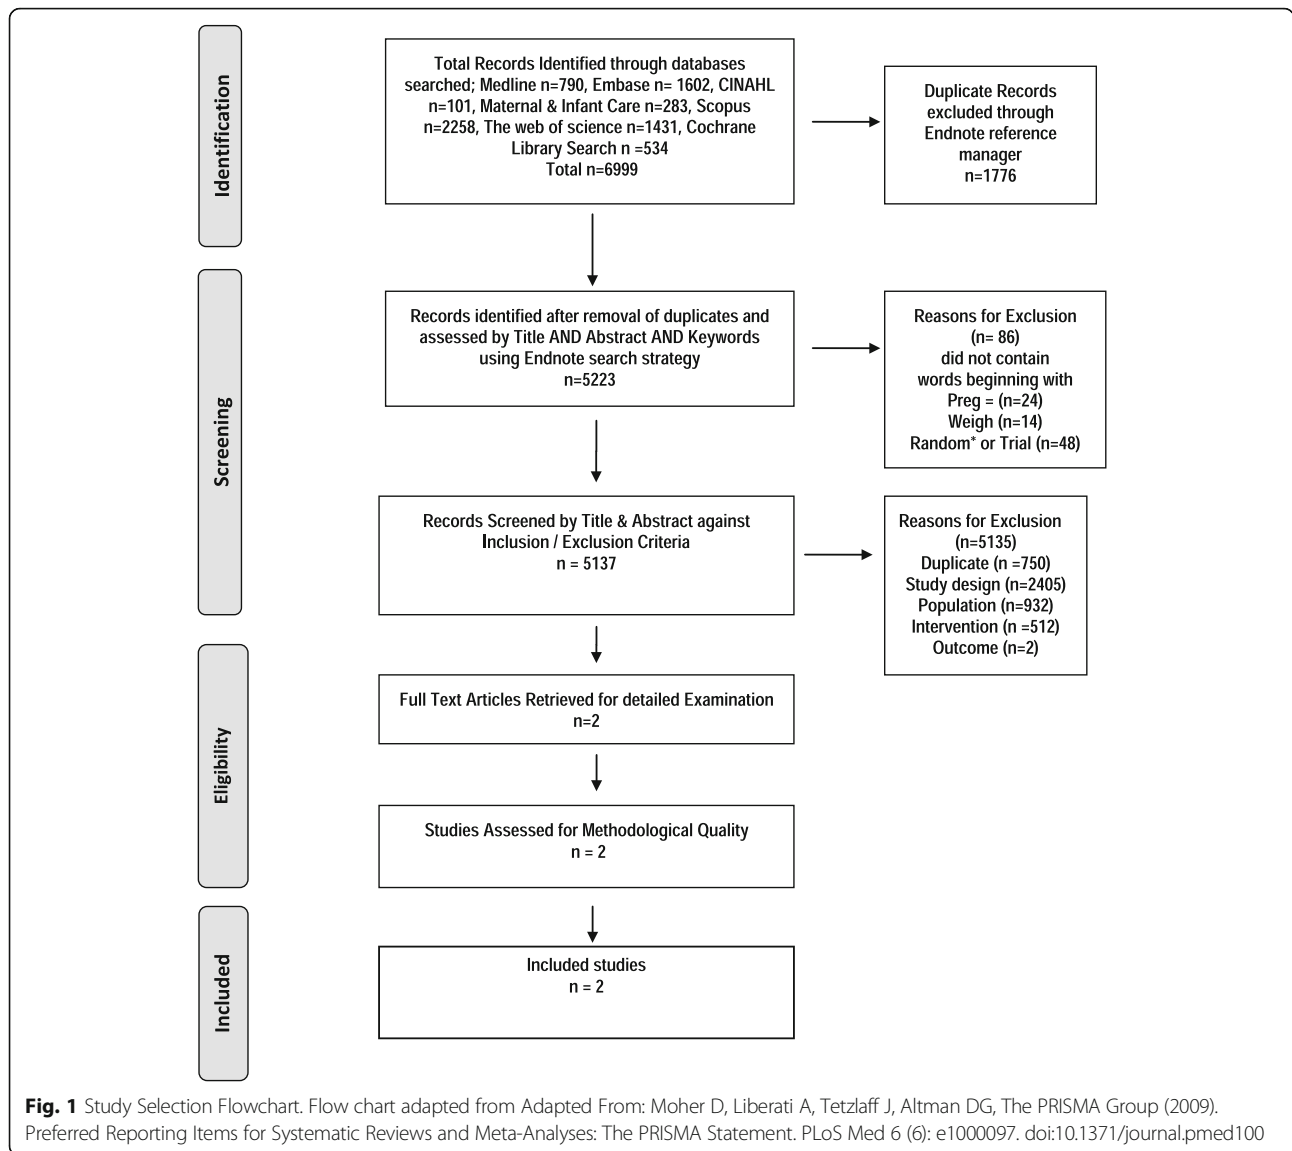 Identification
Total Records Identified through databases
searched; Medline n=790, Embase n= 1602, CINAHL
n=101, Maternal & Infant Care n=283, Scopus
n=2258, The web of science n=1431, Cochrane
Library Search n =534
Total n=6999
Duplicate Records
excluded through
Endnote reference
manager
n=1776
Screening
Records identified after removal of duplicates and
assessed by Title AND Abstract AND Keywords
using Endnote search strategy
n=5223
Reasons for Exclusion
(n= 86)
did not contain
words beginning with
Preg = (n=24)
Weigh (n=14)
Random* or Trial (n=48)
Records Screened by Title & Abstract against
Inclusion / Exclusion Criteria
n = 5137
Reasons for Exclusion
(n=5135)
Duplicate (n =750)
Study design (n=2405)
Population (n=932)
Intervention (n =512)
Outcome (n=2)
Eligibility
Full Text Articles Retrieved for detailed Examination
n=2
Studies Assessed for Methodological Quality
n = 2
Included
Included studies
n = 2
Fig. 1 Study Selection Flowchart. Flow chart adapted from Adapted From: Moher D, Liberati A, Tetzlaff J, Altman DG, The PRISMA Group (2009).
Preferred Reporting Items for Systematic Reviews and Meta-Analyses: The PRISMA Statement. PLoS Med 6 (6): e1000097. doi:10.1371/journal.pmed100